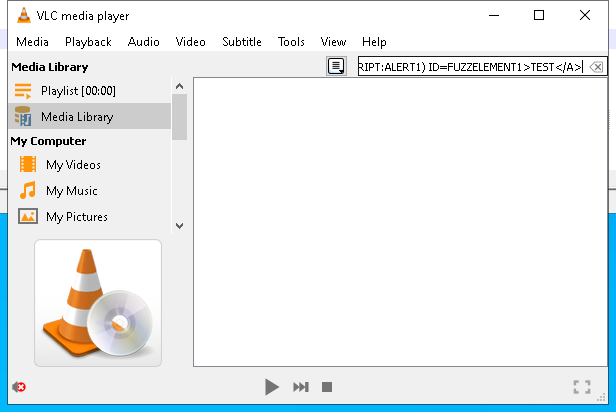 VLC media player
Media Playback Audio Video Subtitle Tools View Help
Media Library
RIPT:ALERT1) ID=FUZZELEMENT1>TEST</A>
Playlist [00:00]
Media Library
My Computer
My Videos
My Music
My Pictures